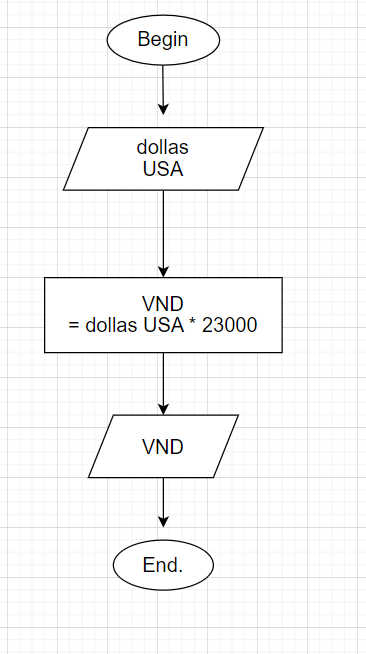 Begin
dollas
USA
VND
= dollas USA * 23000
VND
End.